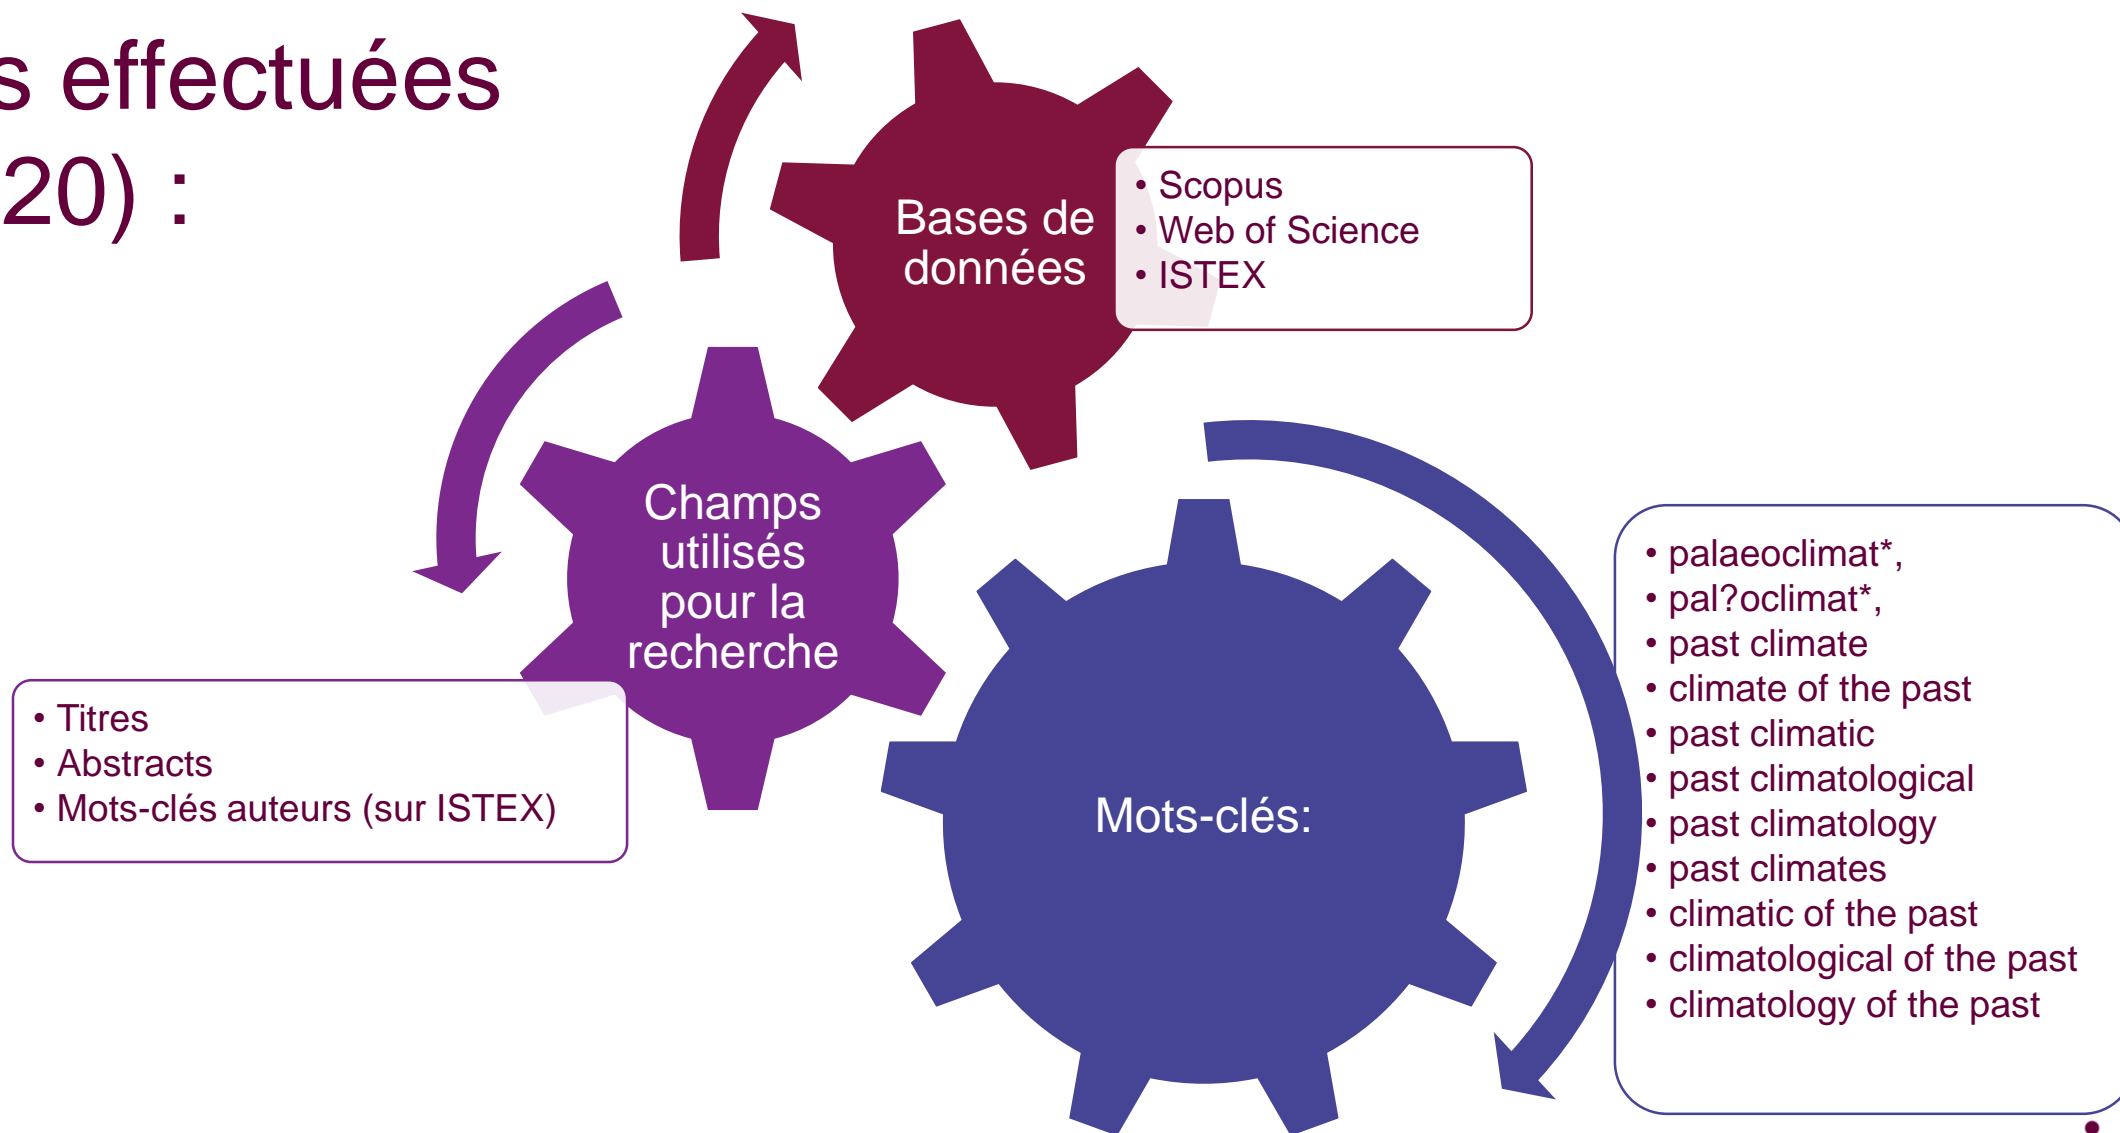 s effectuées
20) :
Bases de
données
• Scopus
• Web of Science
• ISTEX
Champs
utilisés
pour la
recherche
• Titres
• Abstracts
• Mots-clés auteurs (sur ISTEX)
Mots-clés:
• palaeoclimat*,
• pal?oclimat*,
• past climate
• climate of the past
• past climatic
• past climatological
• past climatology
• past climates
• climatic of the past
• climatological of the past
• climatology of the past